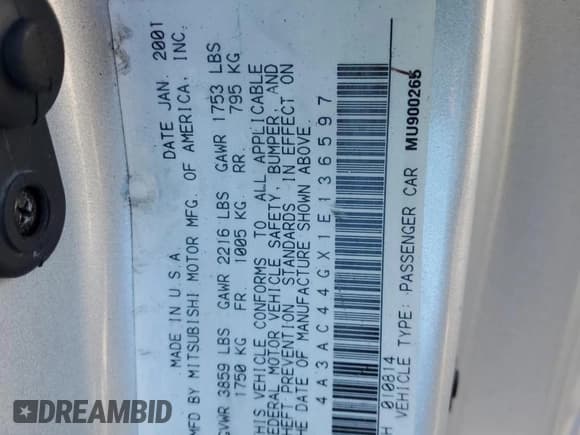 MADE IN U.S.A. DATE JAN. 2001
MFD BY MITSUBISHI MOTOR MFG. OF AMERICA, INC.
GVWR 3859 LBS GAWR 2216 LBS GAWR 1753 LBS
1750 KG FR. 1005 KG RR. 795 KG
HIS VEHICLE CONFORMS TO ALL APPLICABLE
EDERAL MOTOR VEHICLE SAFETY, BUMPER, AND
HEFT PREVENTION STANDARDS IN EFFECT ON
HE DATE OF MANUFACTURE SHOWN ABOVE
4A3AC44GX1E136597
H 010814
VEHICLE TYPE: PASSENGER CAR MU900265
DREAMBID